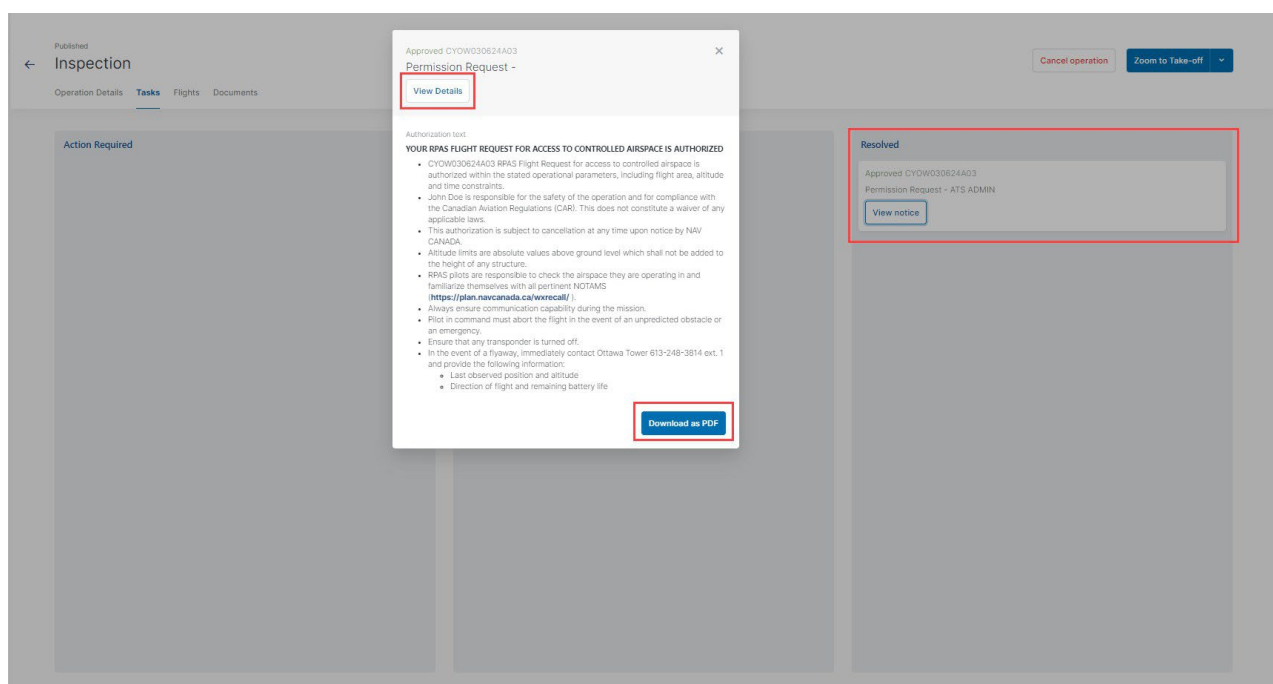 Published
← Inspection
Operation Details Tasks Flights Documents
Cancel operation
Zoom to Take-off
Action Required
Approved CYOW030624A03
Permission Request -
View Details
Authorization text
YOUR RPAS FLIGHT REQUEST FOR ACCESS TO CONTROLLED AIRSPACE IS AUTHORIZED
• CYOW030624A03 RPAS Flight Request for access to controlled airspace is
authorized within the stated operational parameters, including flight area, altitude
and time constraints.
• John Doe is responsible for the safety of the operation and for compliance with
the Canadian Aviation Regulations (CAR). This does not constitute a waiver of any
applicable laws.
• This authorization is subject to cancellation at any time upon notice by NAV
CANADA.
• Altitude limits are absolute values above ground level which shall not be added to
the height of any structure.
• RPAS pilots are responsible to check the airspace they are operating in and
familiarize themselves with all pertinent NOTAMS
(https://plan.navcanada.ca/wxrecall/ ).
• Always ensure communication capability during the mission.
• Pilot in command must abort the flight in the event of an unpredicted obstacle or
an emergency.
• Ensure that any transponder is turned off.
• In the event of a flyaway, immediately contact Ottawa Tower 613-248-3814 ext. 1
and provide the following information:
Last observed position and altitude
Direction of flight and remaining battery life
Download as PDF
Resolved
Approved CYOW030624A03
Permission Request - ATS ADMIN
View notice